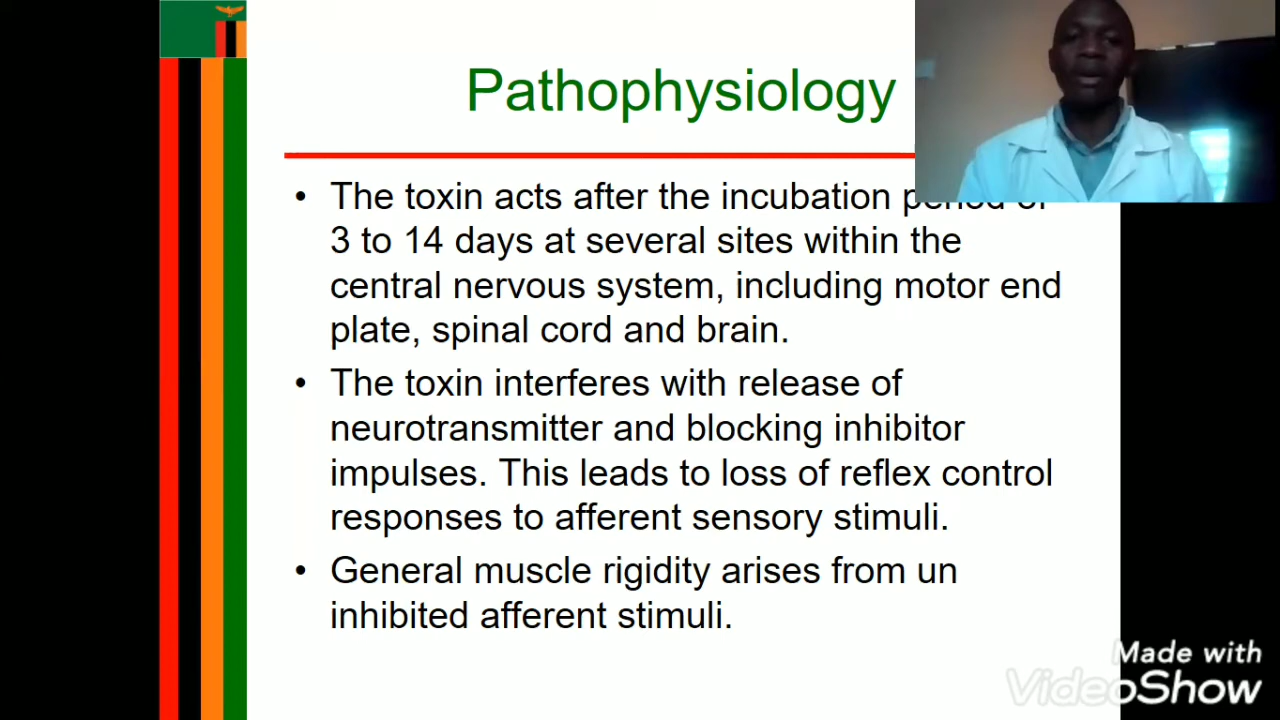 Pathophysiology
• The toxin acts after the incubation period of
3 to 14 days at several sites within the
central nervous system, including motor end
plate, spinal cord and brain.
• The toxin interferes with release of
neurotransmitter and blocking inhibitor
impulses. This leads to loss of reflex control
responses to afferent sensory stimuli.
• General muscle rigidity arises from un
inhibited afferent stimuli.
Made with
VideoShow